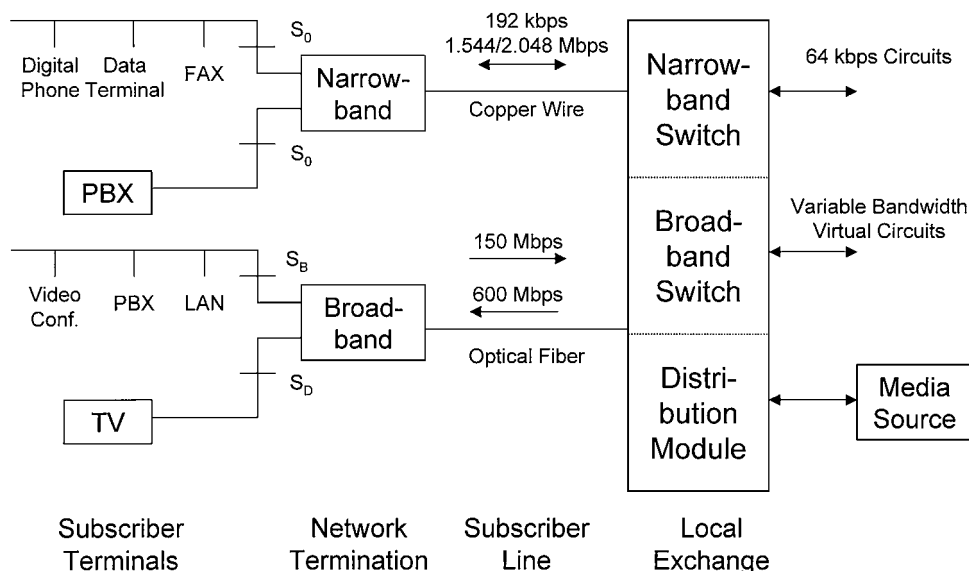 S0
192 kbps
1.544/2.048 Mbps
Digital
Phone
Data
Terminal
FAX
Narrow-
band
Copper Wire
Narrow-
band
Switch
64 kbps Circuits
S0
PBX
Variable Bandwidth
Virtual Circuits
SB
150 Mbps
Broad-
band
Switch
Video
Conf.
PBX
LAN
Broad-
band
600 Mbps
Optical Fiber
SD
TV
Distri-
bution
Module
Media
Source
Subscriber
Terminals
Network
Termination
Subscriber
Line
Local
Exchange